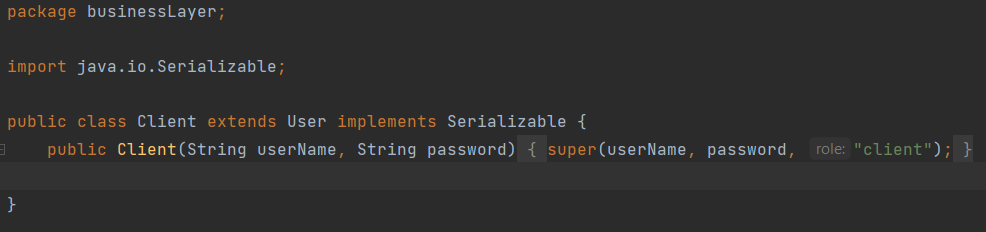 package businessLayer;
import java.io.Serializable;
public class Client extends User implements Serializable {
public Client(String userName, String password) { super(userName, password, role: "client"); }
}